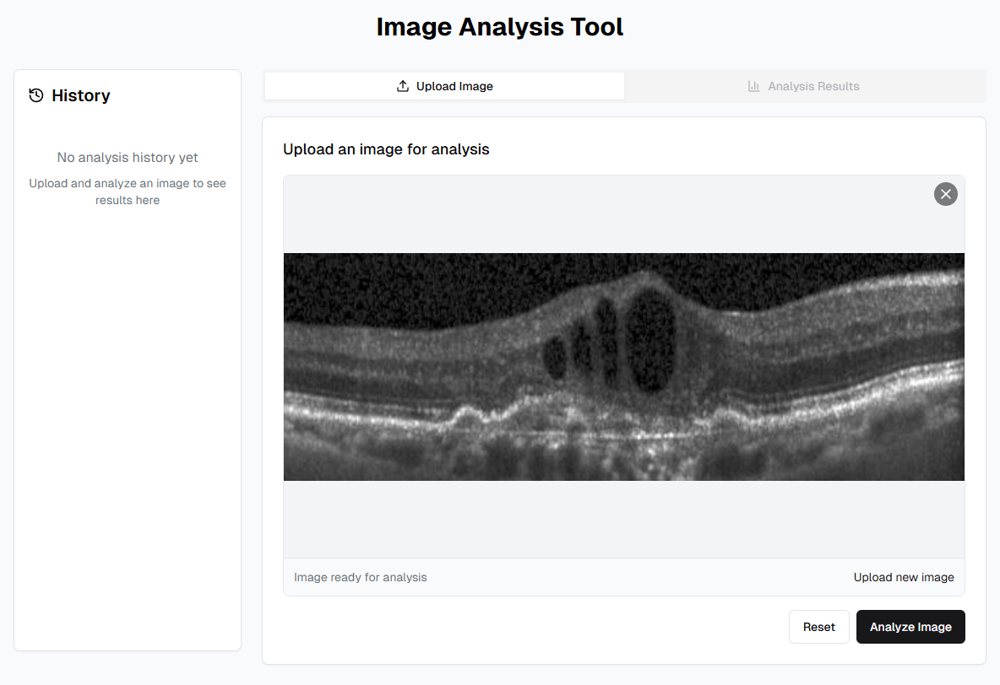 Image Analysis Tool
History
No analysis history yet
Upload and analyze an image to see
results here
Upload Image
Analysis Results
Upload an image for analysis
Image ready for analysis
Upload new image
Reset
Analyze Image